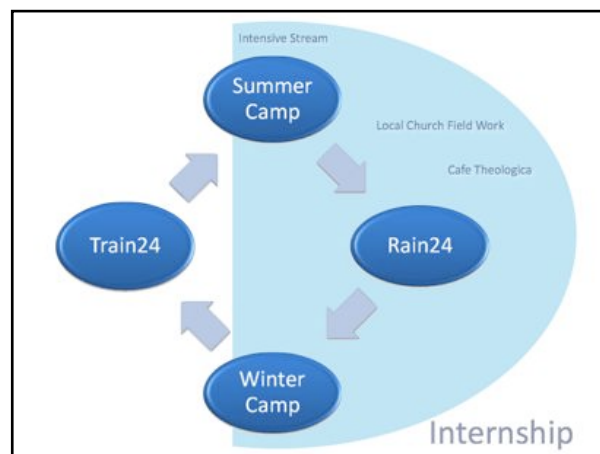 Intensive Stream
Summer
Camp
Local Church Field Work
Cafe Theologica
Train24
Rain24
Winter
Camp
Internship